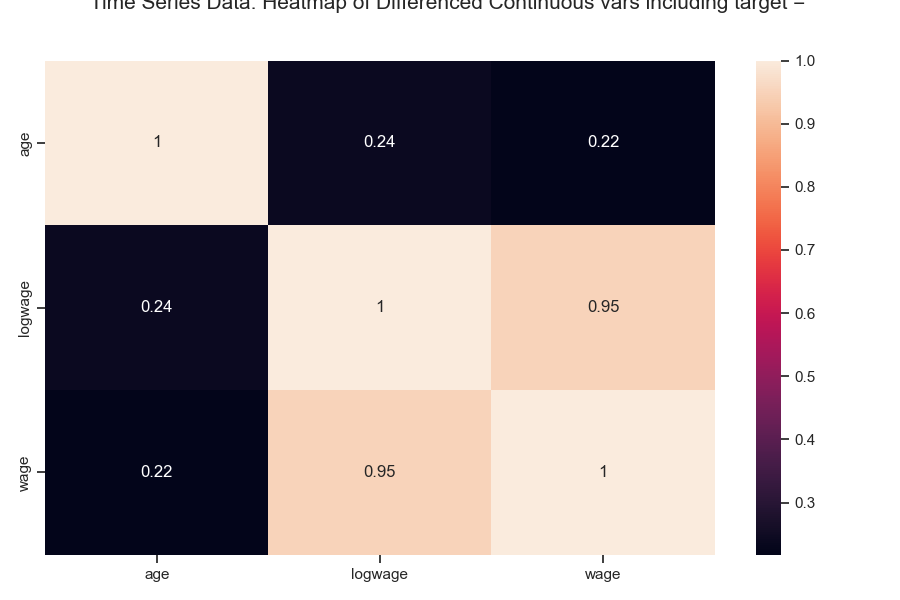 Time Series Data: Heatmap of Differenced Continuous vars including target =
1.0
0.9
age 1 0.24 0.22
0.8
0.7
logwage 0.24 1 0.95
0.6
0.5
0.4
wage 0.22 0.95 1
0.3
age logwage wage